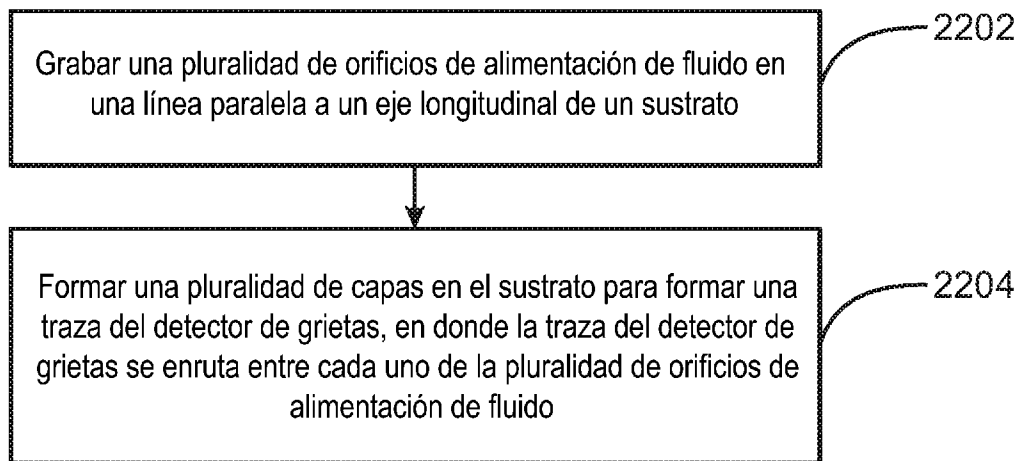 2202
Grabar una pluralidad de orificios de alimentación de fluido en
una línea paralela a un eje longitudinal de un sustrato
2204
Formar una pluralidad de capas en el sustrato para formar una
traza del detector de grietas, en donde la traza del detector de
grietas se enruta entre cada uno de la pluralidad de orificios de
alimentación de fluido